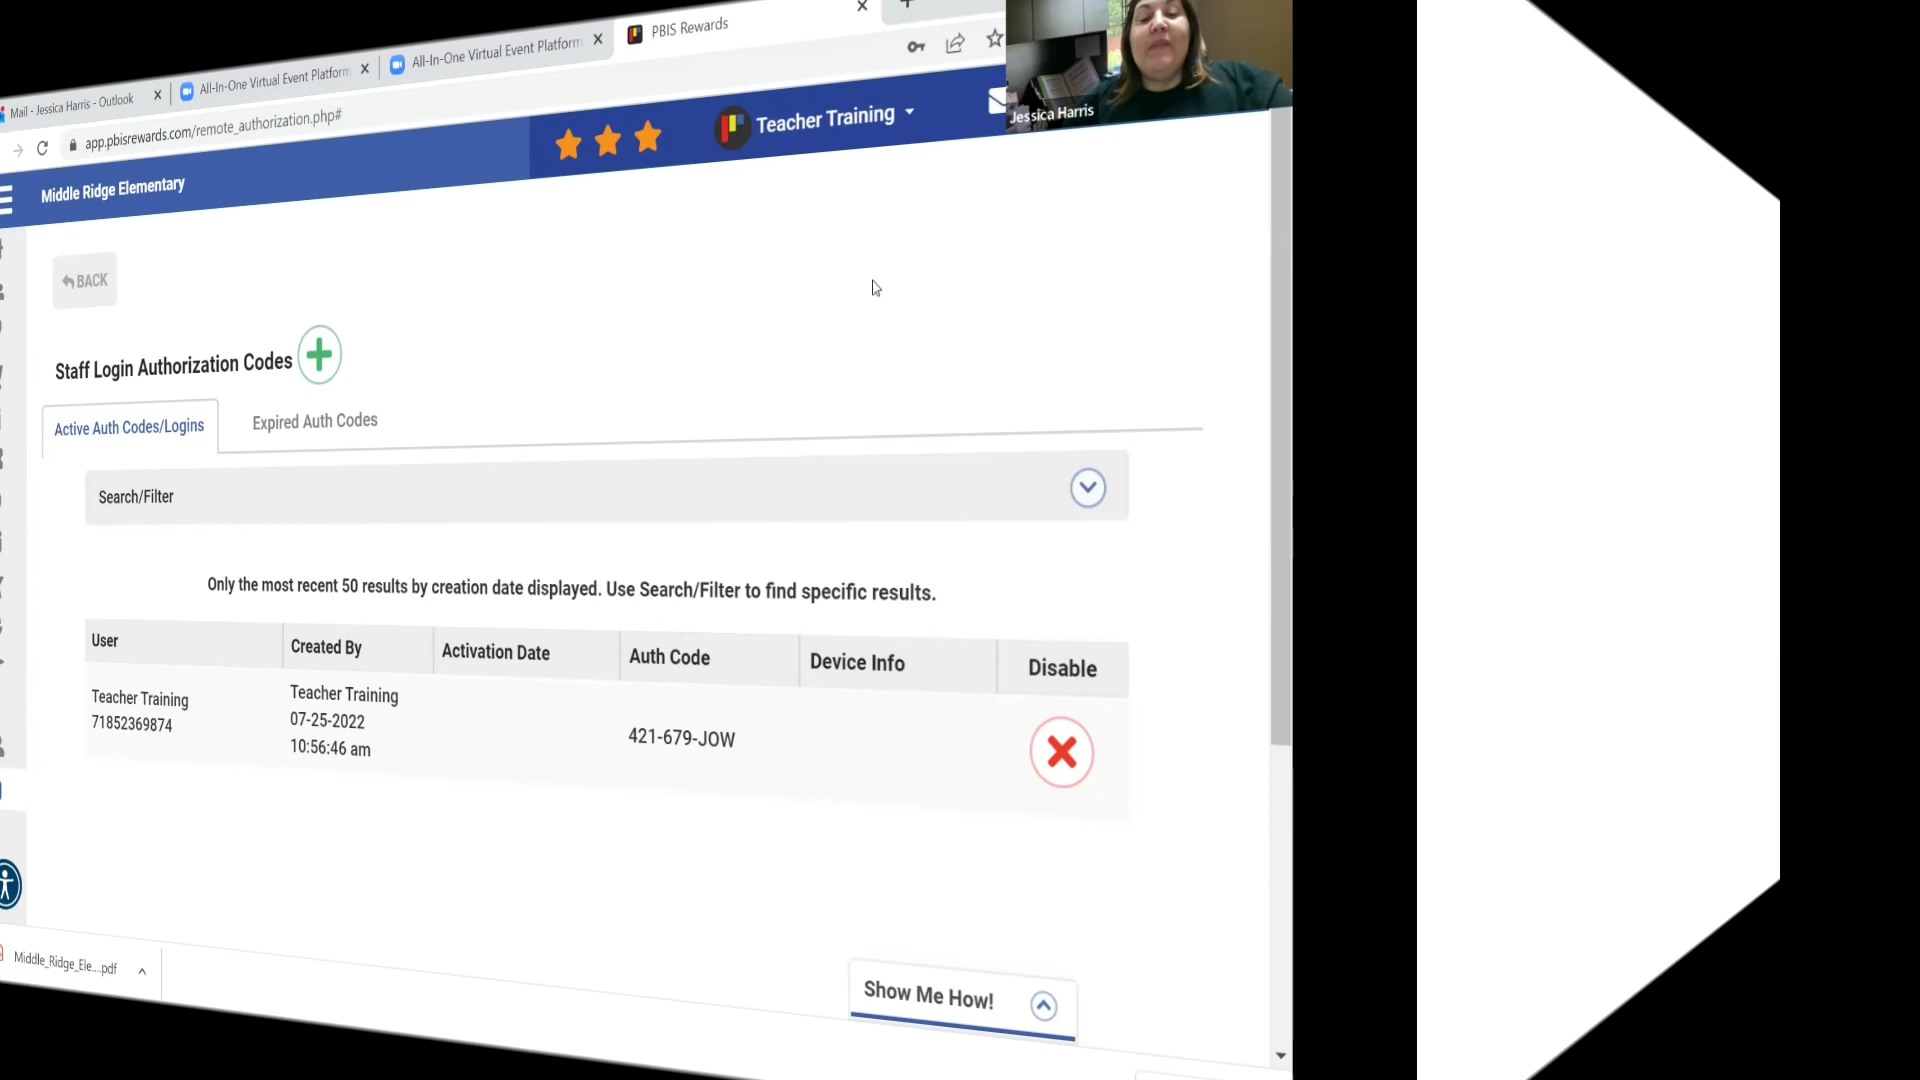 Mail - Jessica Harris - Outlook
All-In-One Virtual Event Platform
All-In-One Virtual Event Platform
PBIS Rewards
app.pbisrewards.com/remote_authorization.php#
Jessica Harris
Middle Ridge Elementary
Teacher Training
BACK
Staff Login Authorization Codes
Active Auth Codes/Logins
Expired Auth Codes
Search/Filter
Only the most recent 50 results by creation date displayed. Use Search/Filter to find specific results.
User Created By Activation Date Auth Code Device Info Disable
Teacher Training
71852369874
Teacher Training
07-25-2022
10:56:46 am
421-679-JOW
Middle_Ridge_Ele....pdf
Show Me How!